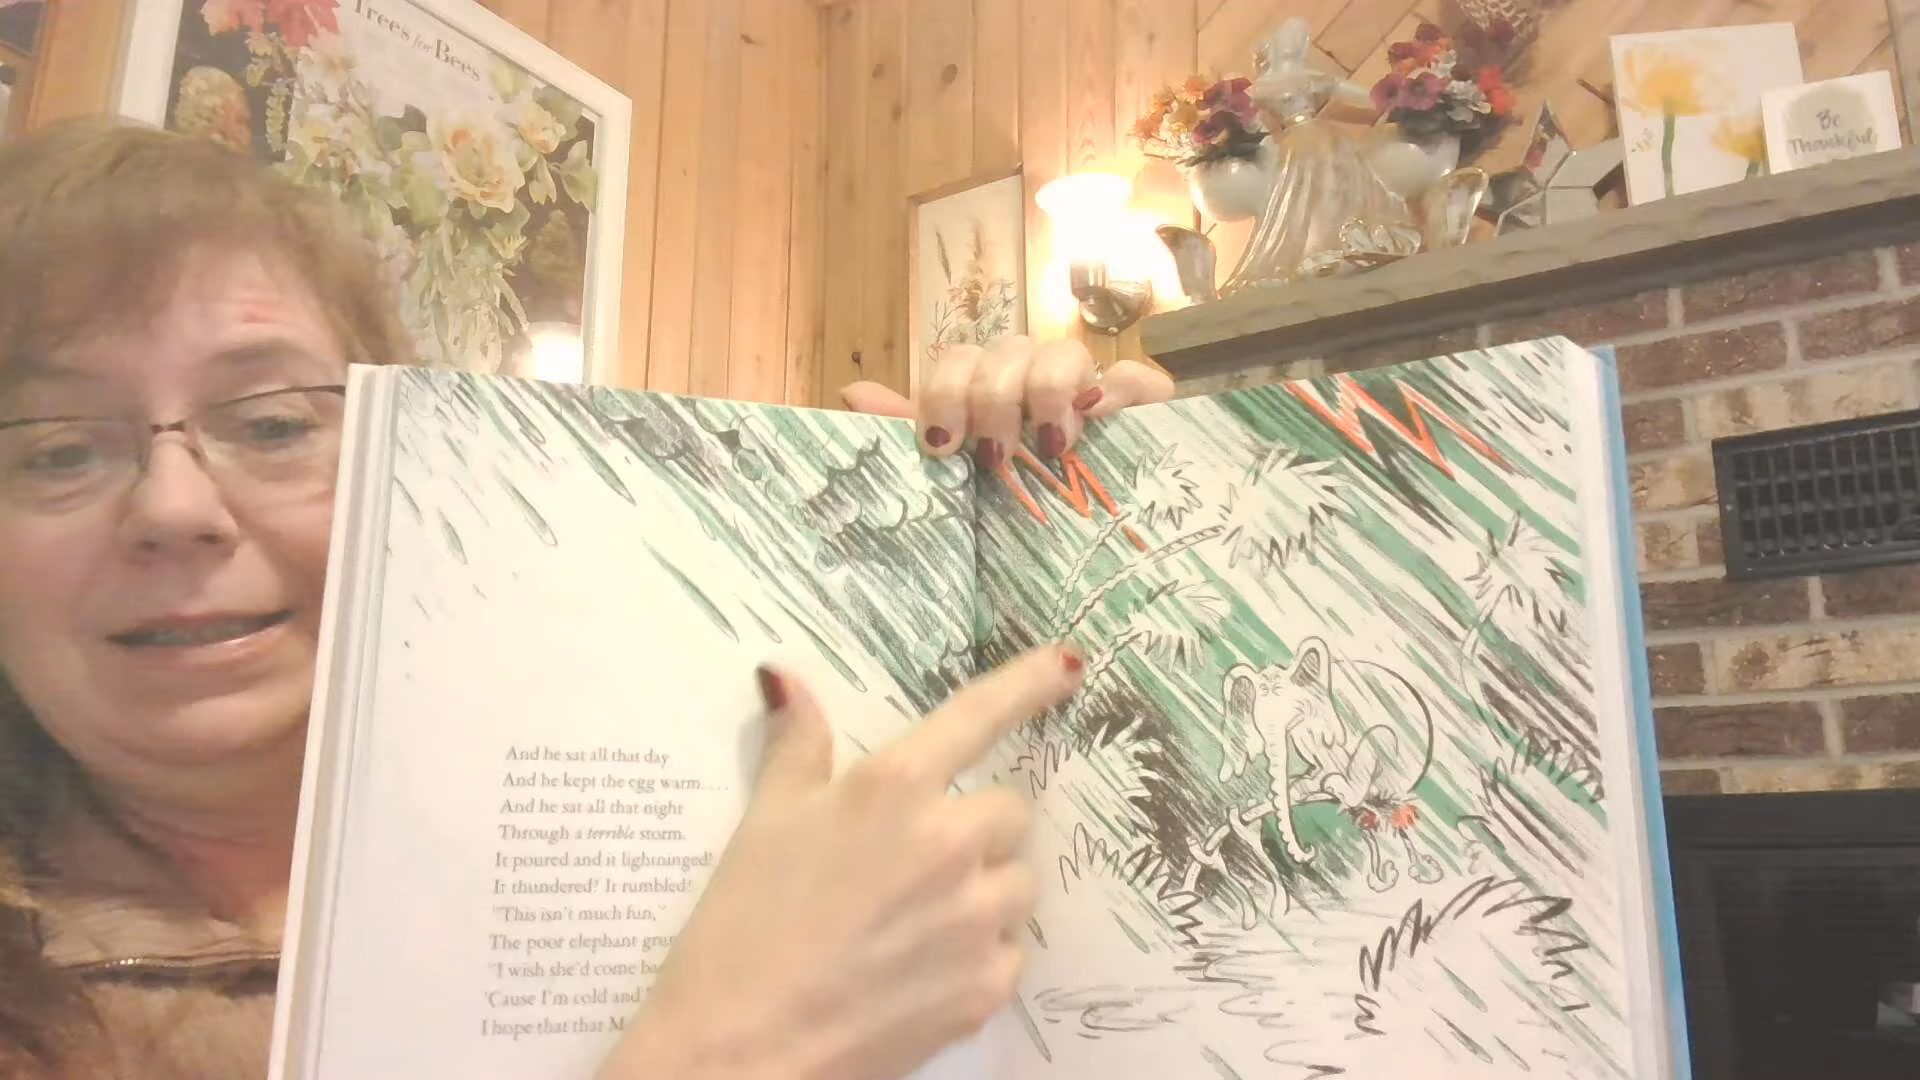 Trees for Bees
Be
Thankful
And he sat all that day
And he kept the egg warm....
And he sat all that night
Through a terrible storm.
It poured and it lightninged!
It thundered! It rumbled!
"This isn't much fun,"
The poor elephant
"I wish she'd come
'Cause I'm cold and
I hope that that